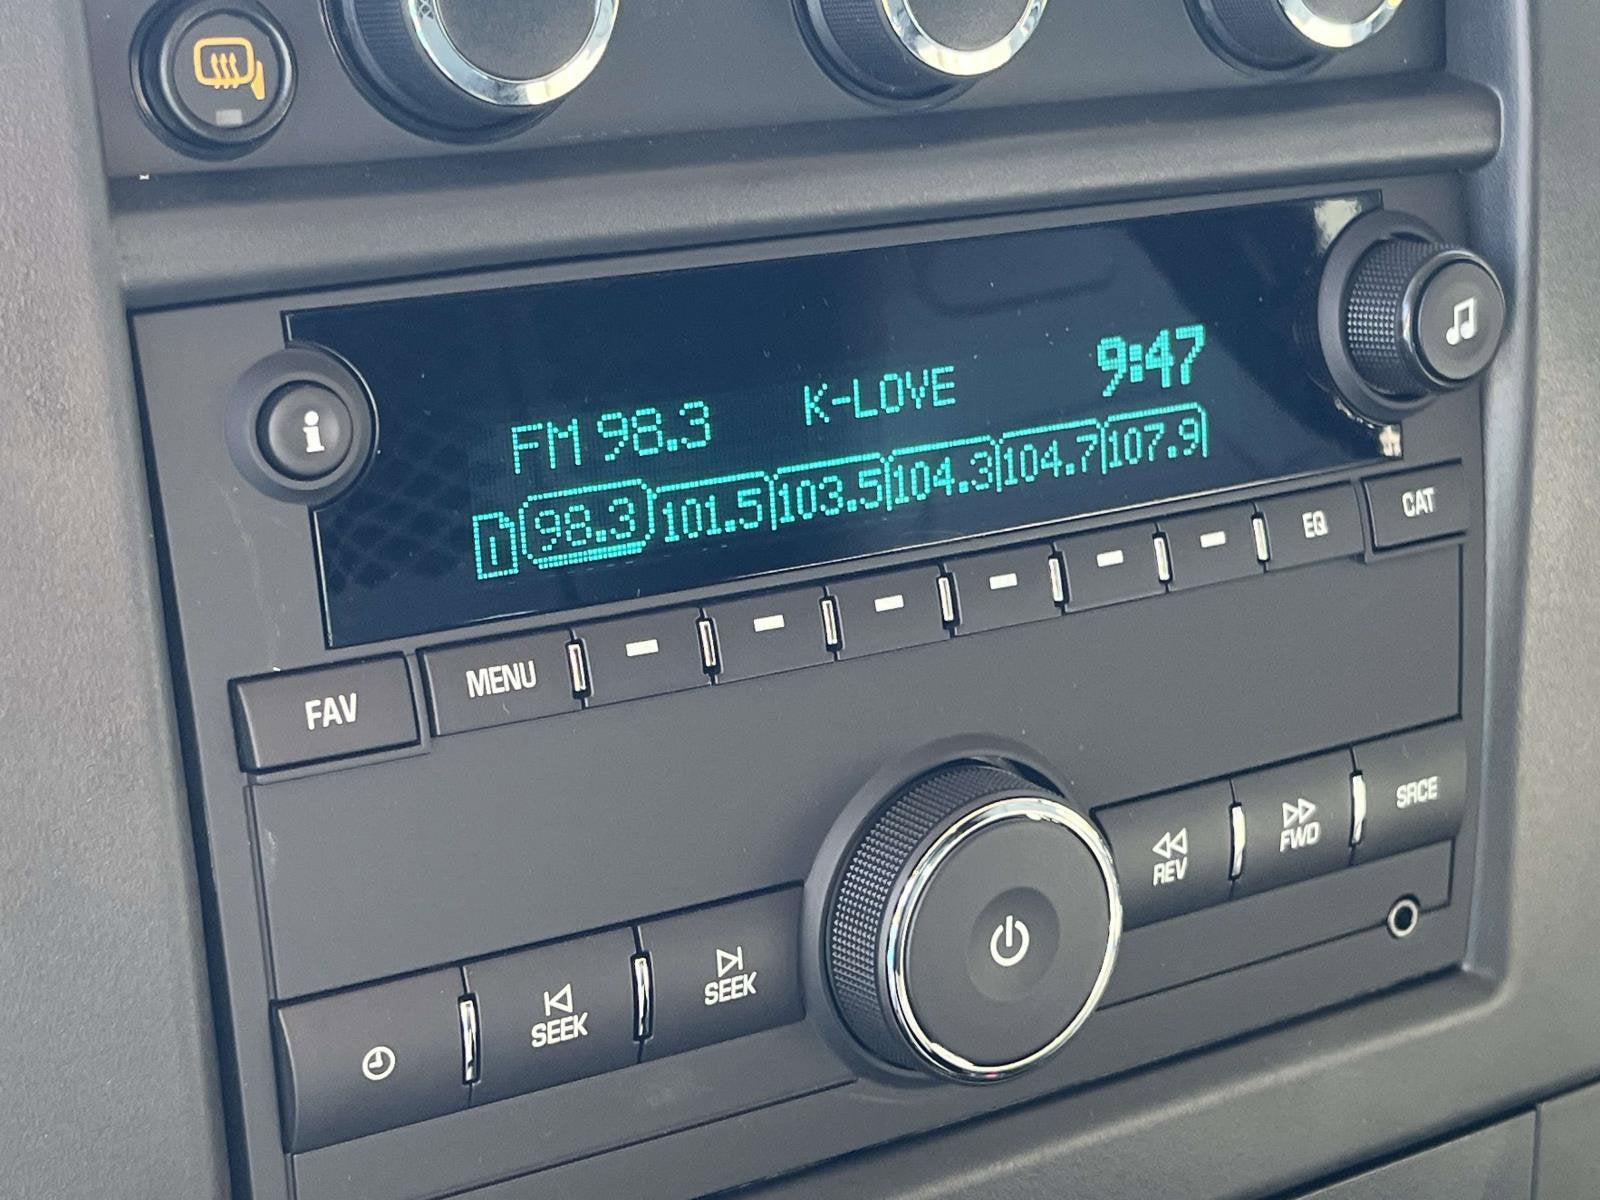 FM 98.3 K-LOVE 9:47
1 98.3 101.5 103.5 104.3 104.7 107.9
i
FAV MENU EQ CAT
SEEK SEEK REV FWD SRCE